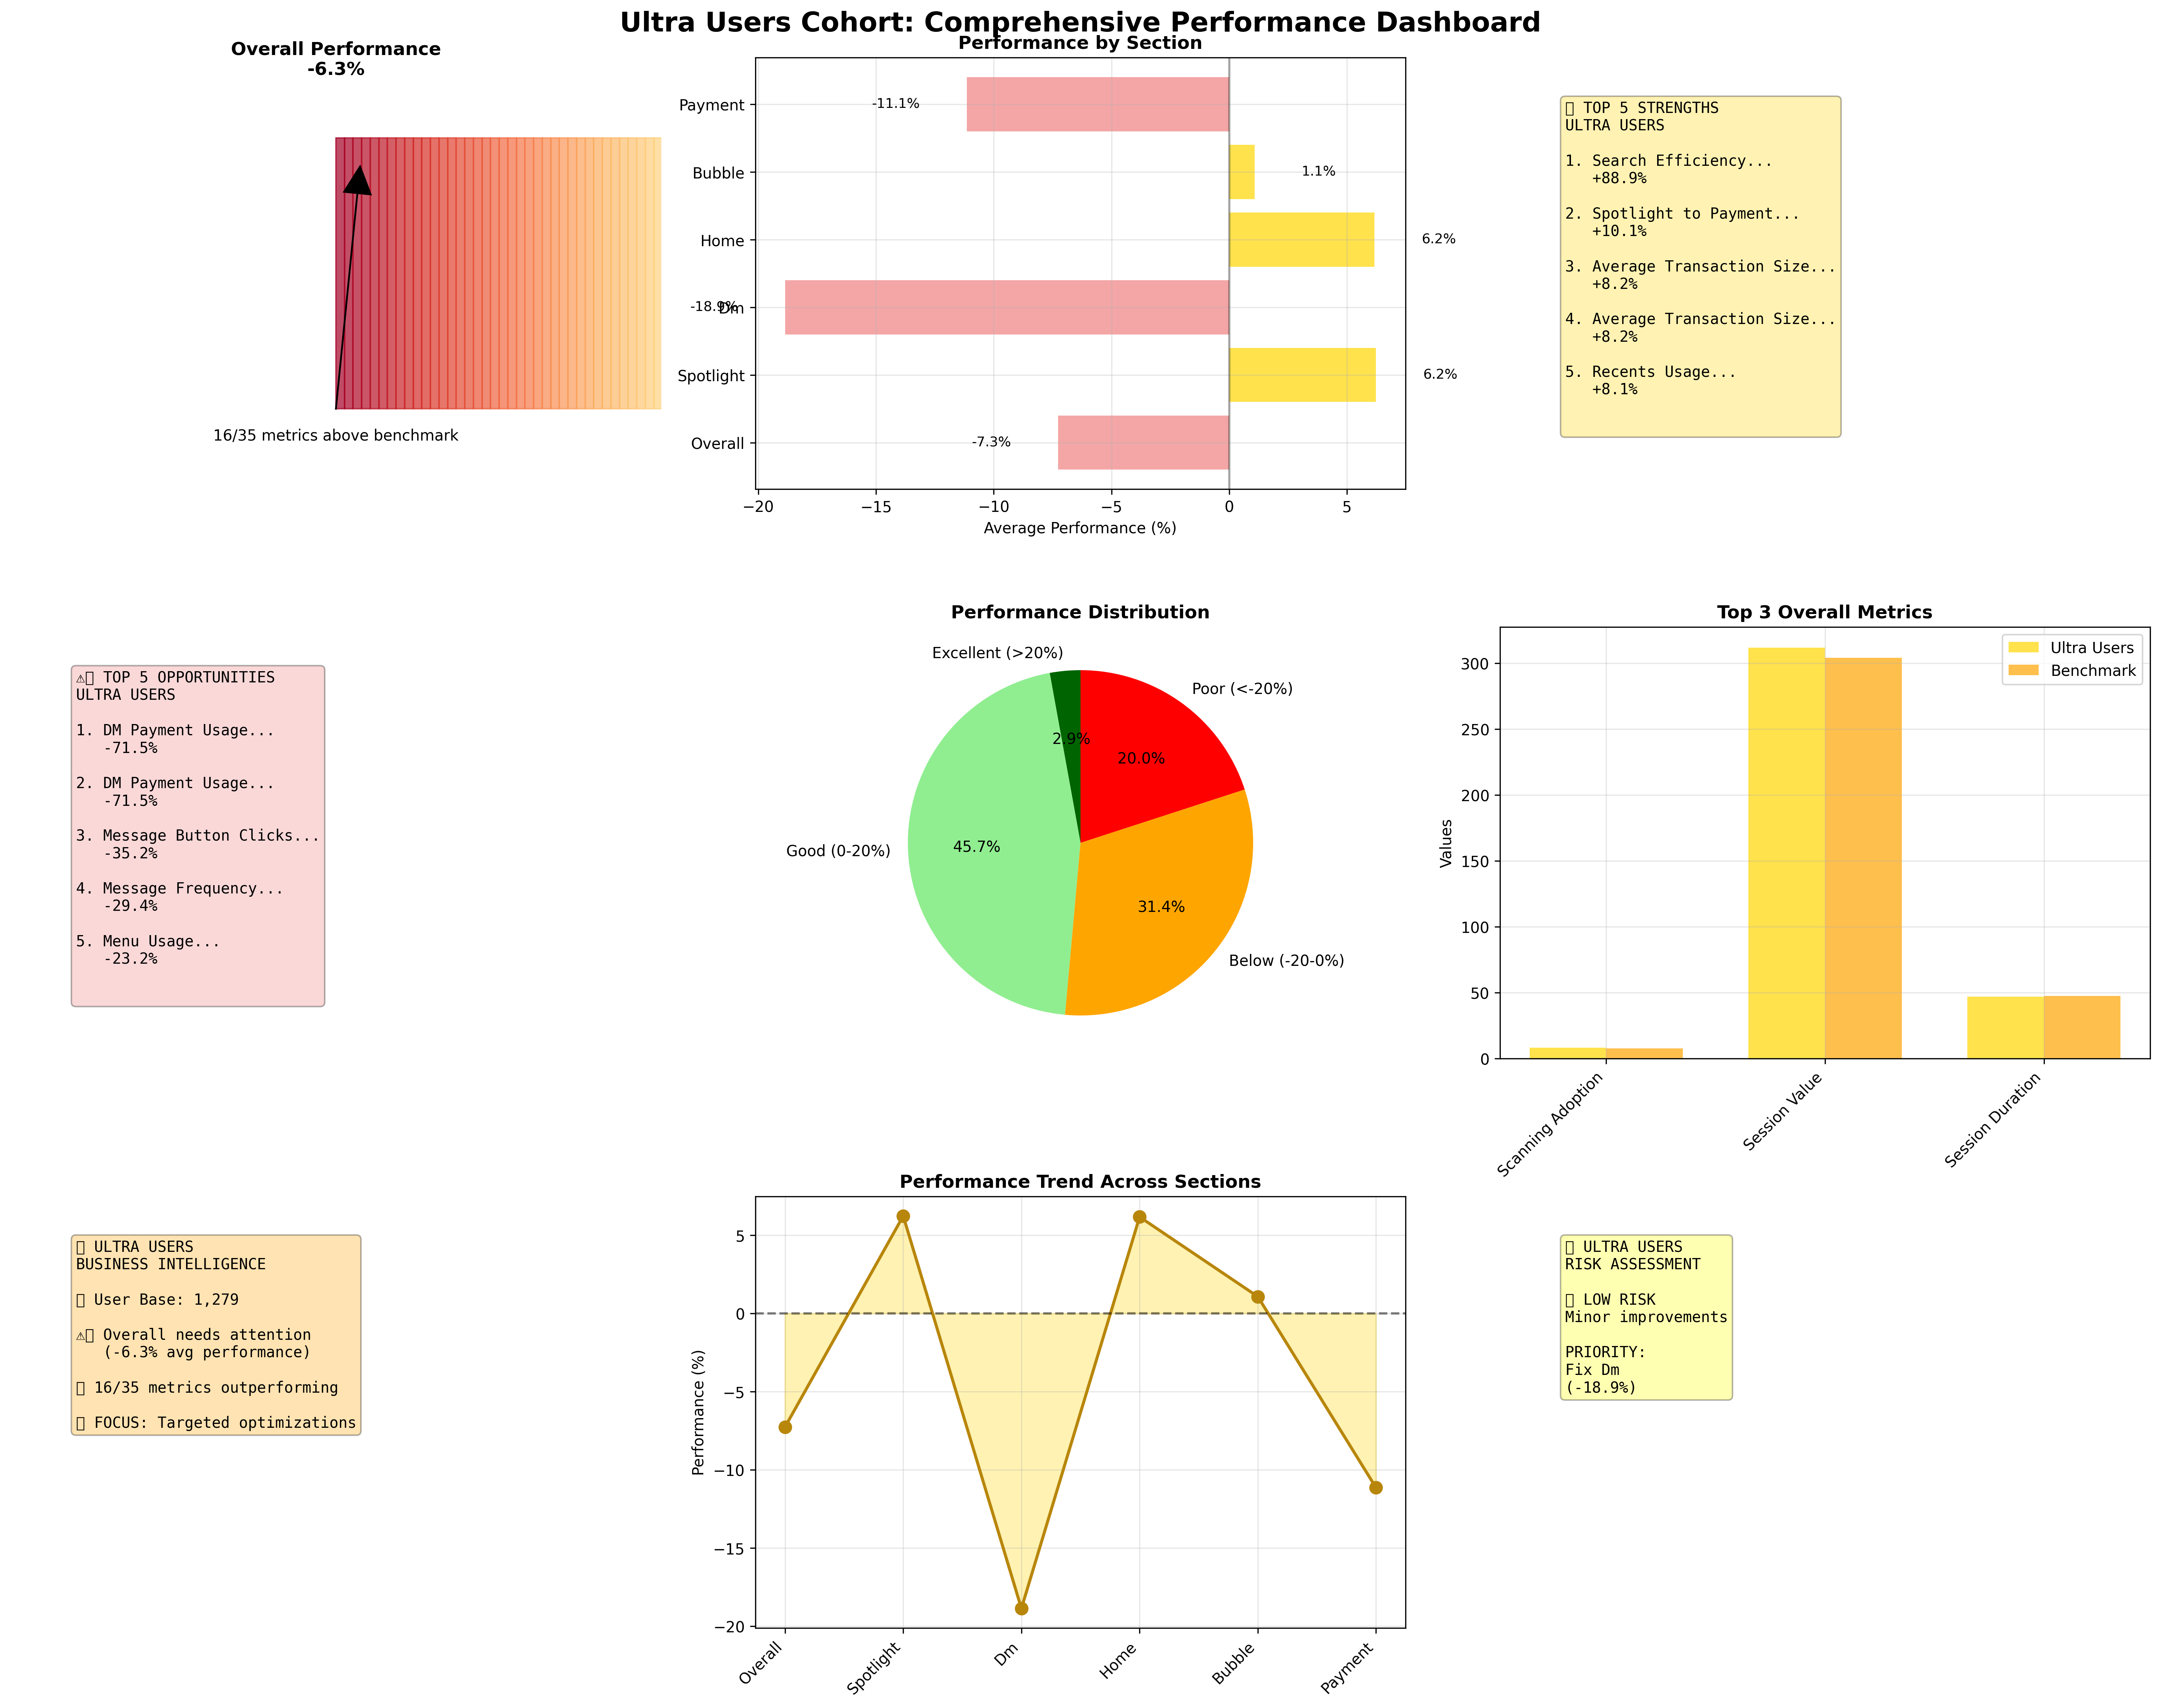 Ultra Users Cohort: Comprehensive Performance Dashboard
Overall Performance
-6.3%
16/35 metrics above benchmark
Performance by Section
Payment
-11.1%
Bubble
1.1%
Home
6.2%
Dm
-18.9%
Spotlight
6.2%
Overall
-7.3%
−20
−15
−10
−5
0
5
Average Performance (%)
TOP 5 STRENGTHS
ULTRA USERS
1. Search Efficiency...
+88.9%
2. Spotlight to Payment...
+10.1%
3. Average Transaction Size...
+8.2%
4. Average Transaction Size...
+8.2%
5. Recents Usage...
+8.1%
⚠ TOP 5 OPPORTUNITIES
ULTRA USERS
1. DM Payment Usage...
-71.5%
2. DM Payment Usage...
-71.5%
3. Message Button Clicks...
-35.2%
4. Message Frequency...
-29.4%
5. Menu Usage...
-23.2%
Performance Distribution
Excellent (>20%)
2.9%
Poor (<-20%)
20.0%
Good (0-20%)
45.7%
31.4%
Below (-20-0%)
Top 3 Overall Metrics
Ultra Users
Benchmark
Values
300
250
200
150
100
50
0
Scanning Adoption
Session Value
Session Duration
ULTRA USERS
BUSINESS INTELLIGENCE
User Base: 1,279
⚠ Overall needs attention
(-6.3% avg performance)
16/35 metrics outperforming
FOCUS: Targeted optimizations
Performance Trend Across Sections
Performance (%)
5
0
−5
−10
−15
−20
Overall
Spotlight
Dm
Home
Bubble
Payment
ULTRA USERS
RISK ASSESSMENT
LOW RISK
Minor improvements
PRIORITY:
Fix Dm
(-18.9%)